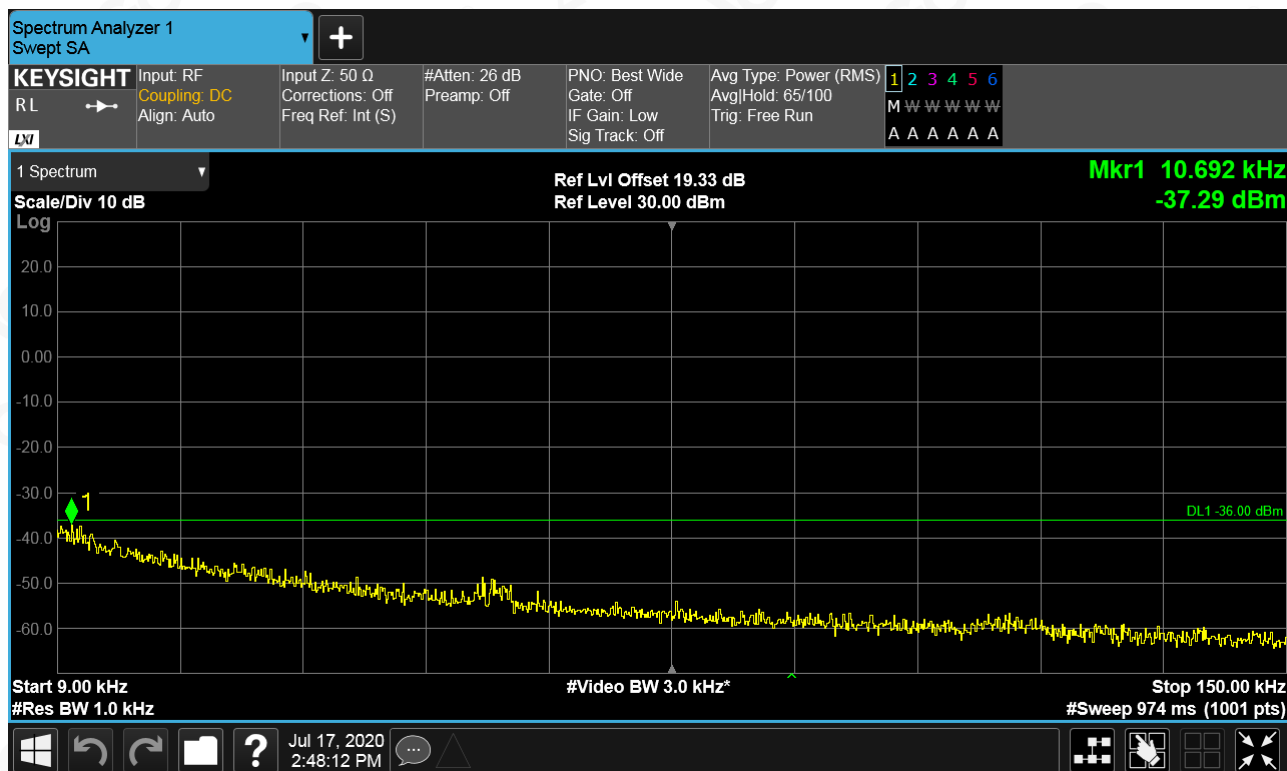 Spectrum Analyzer 1
Swept SA
+
KEYSIGHT
RL
LXI
Input: RF
Coupling: DC
Align: Auto
Input Z: 50 Ω
Corrections: Off
Freq Ref: Int (S)
#Atten: 26 dB
Preamp: Off
PNO: Best Wide
Gate: Off
IF Gain: Low
Sig Track: Off
Avg Type: Power (RMS)
Avg|Hold: 65/100
Trig: Free Run
1 2 3 4 5 6
M W W W W W
A A A A A A
1 Spectrum
Scale/Div 10 dB
Log
Ref Lvl Offset 19.33 dB
Ref Level 30.00 dBm
Mkr1 10.692 kHz
-37.29 dBm
20.0
10.0
0.00
-10.0
-20.0
-30.0
1
DL1 -36.00 dBm
-40.0
-50.0
-60.0
Start 9.00 kHz
#Res BW 1.0 kHz
#Video BW 3.0 kHz*
Stop 150.00 kHz
#Sweep 974 ms (1001 pts)
?
Jul 17, 2020
2:48:12 PM